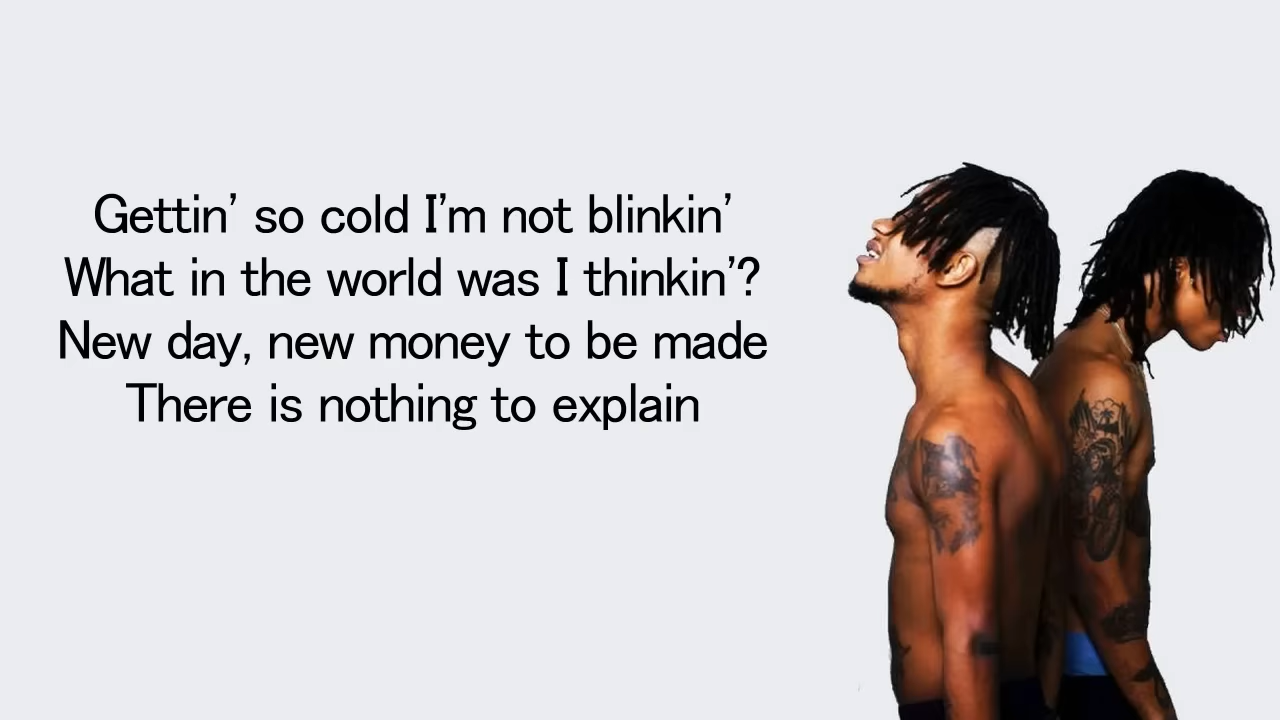 Gettin’ so cold I’m not blinkin’
What in the world was I thinkin’?
New day, new money to be made
There is nothing to explain